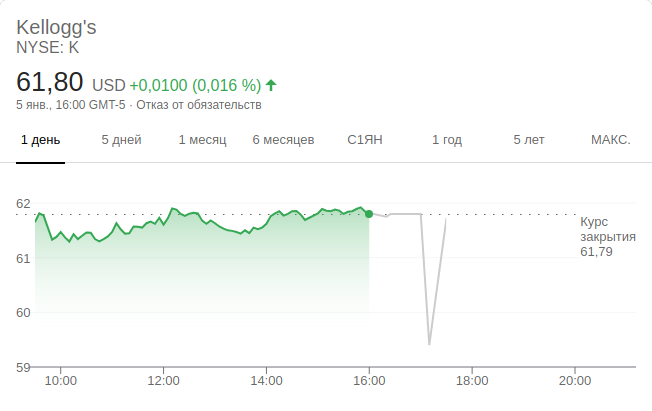 Kellogg's
NYSE: K
61,80 USD +0,0100 (0,016 %)
5 янв., 16:00 GMT-5 · Отказ от обязательств
1 день 5 дней 1 месяц 6 месяцев С1ЯН 1 год 5 лет МАКС.
62
Курс
закрытия
61,79
61
60
59
10:00 12:00 14:00 16:00 18:00 20:00